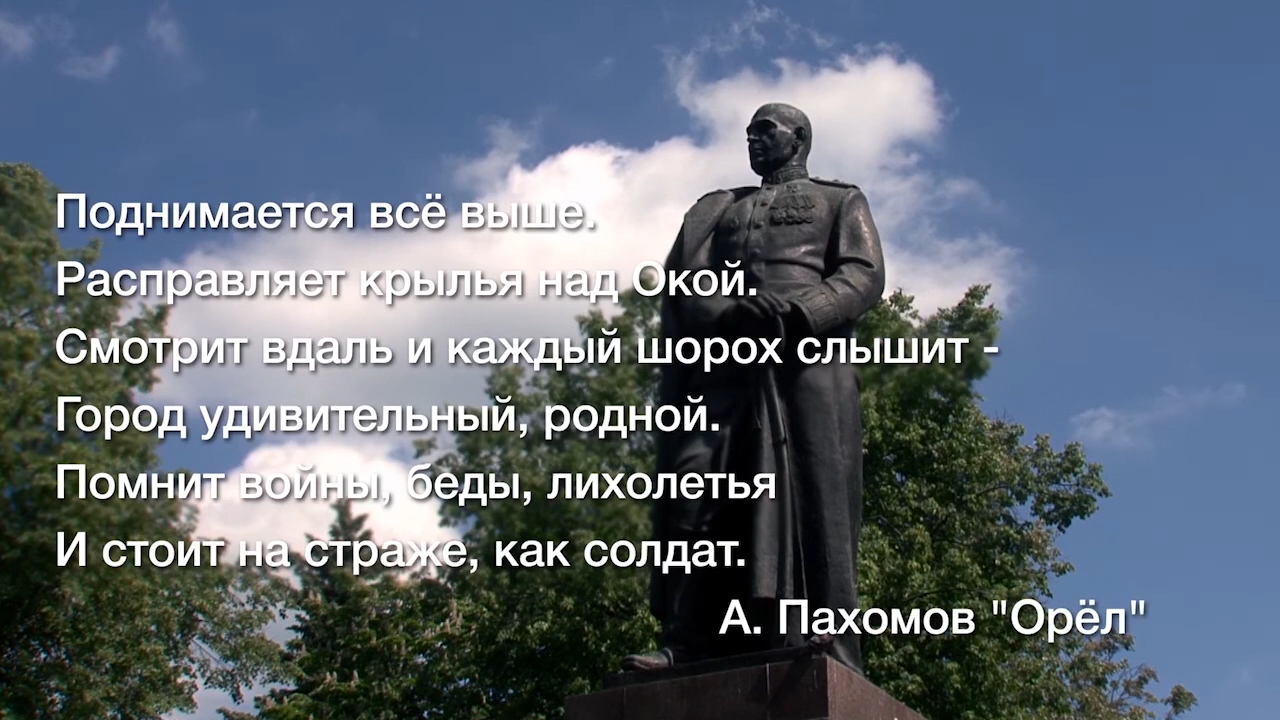 Поднимается всё выше.
Расправляет крылья над Окой.
Смотрит вдаль и каждый шорох слышит -
Город удивительный, родной.
Помнит войны, беды, лихолетья
И стоит на страже, как солдат.
А. Пахомов "Орёл"